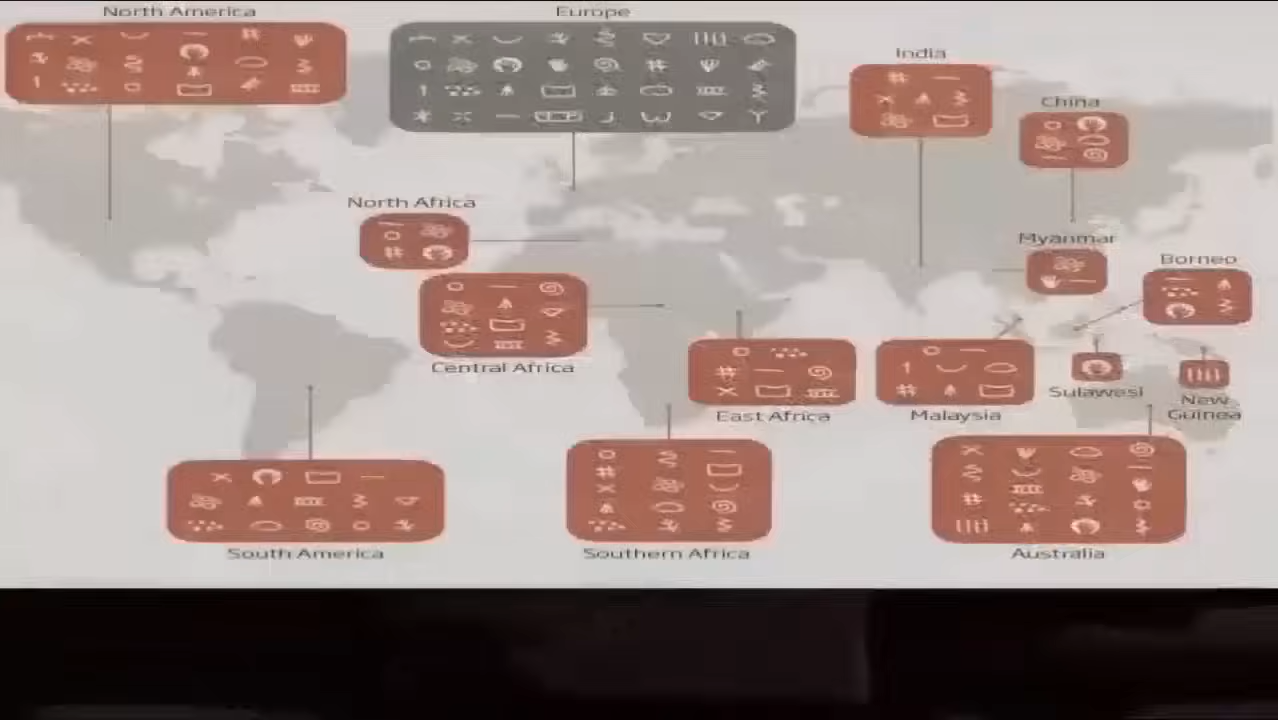 North America
Europe
India
China
North Africa
Myanmar
Borneo
Central Africa
East Africa
Malaysia
Sulawesi
New
Guinea
South America
Southern Africa
Australia